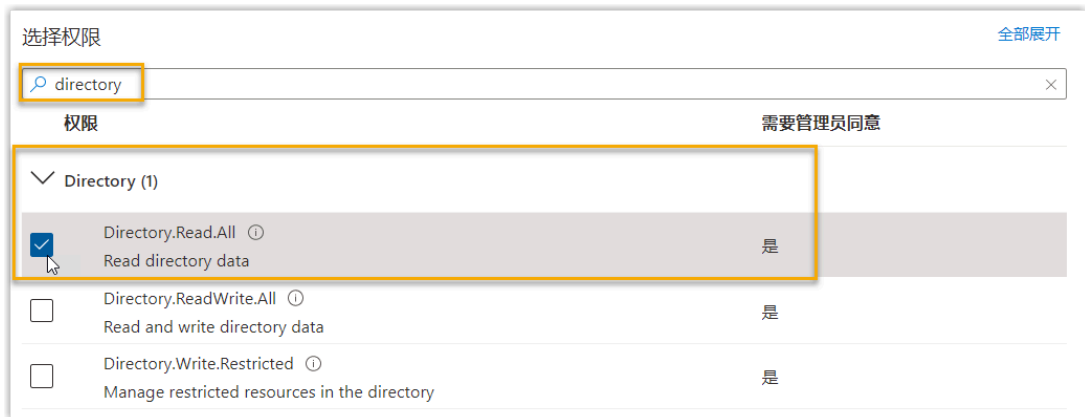 选择权限
全部展开
directory
权限
需要管理员同意
Directory (1)
Directory.Read.All
Read directory data
是
Directory.ReadWrite.All
Read and write directory data
是
Directory.Write.Restricted
Manage restricted resources in the directory
是